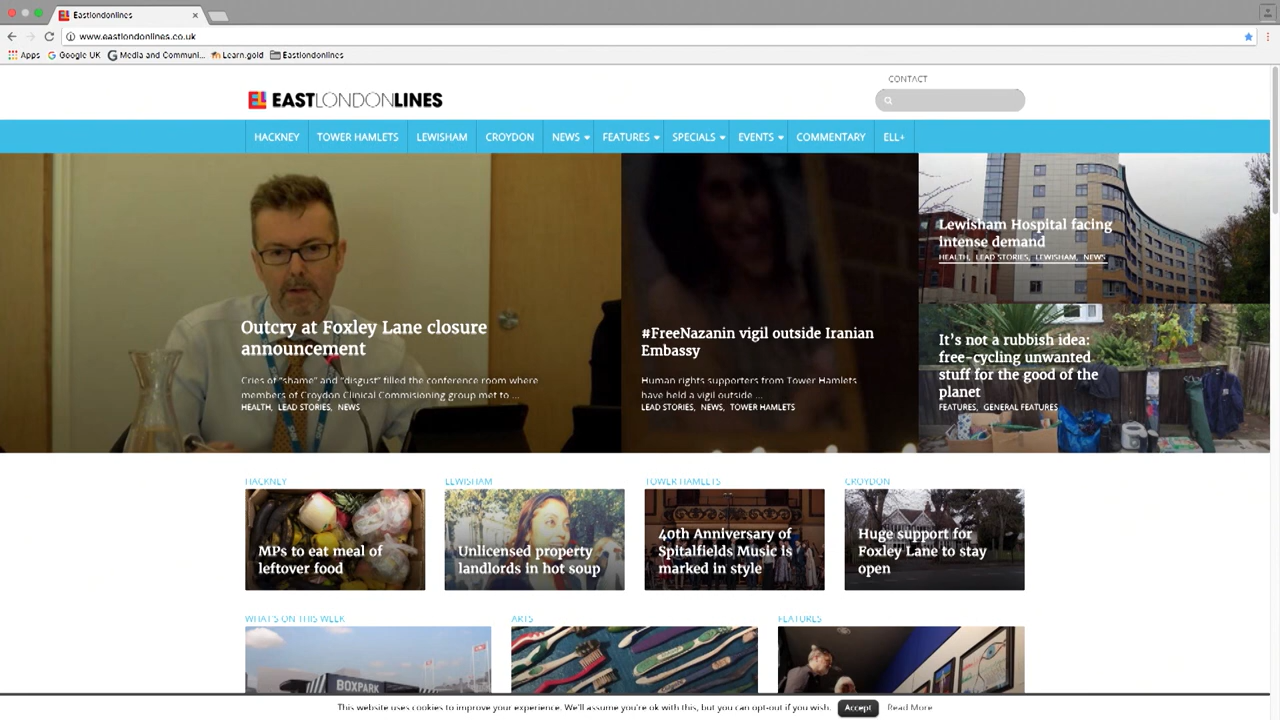 Eastlondonlines
www.eastlondonlines.co.uk
Apps Google UK Media and Communi... Learn.gold Eastlondonlines
CONTACT
EL EASTLONDONLINES
HACKNEY TOWER HAMLETS LEWISHAM CROYDON NEWS FEATURES SPECIALS EVENTS COMMENTARY ELL+
Outcry at Foxley Lane closure
announcement
Cries of "shame" and "disgust" filled the conference room where
members of Croydon Clinical Commisioning group met to ...
HEALTH, LEAD STORIES, NEWS
#FreeNazanin vigil outside Iranian
Embassy
Human rights supporters from Tower Hamlets
have held a vigil outside ...
LEAD STORIES, NEWS, TOWER HAMLETS
Lewisham Hospital facing
intense demand
HEALTH, LEAD STORIES, LEWISHAM, NEWS
It's not a rubbish idea:
free-cycling unwanted
stuff for the good of the
planet
FEATURES, GENERAL FEATURES
HACKNEY
MPs to eat meal of
leftover food
LEWISHAM
Unlicensed property
landlords in hot soup
TOWER HAMLETS
40th Anniversary of
Spitalfields Music is
marked in style
CROYDON
Huge support for
Foxley Lane to stay
open
WHAT'S ON THIS WEEK
BOXPARK
ARTS
FEATURES
This website uses cookies to improve your experience. We'll assume you're ok with this, but you can opt-out if you wish. Accept Read More